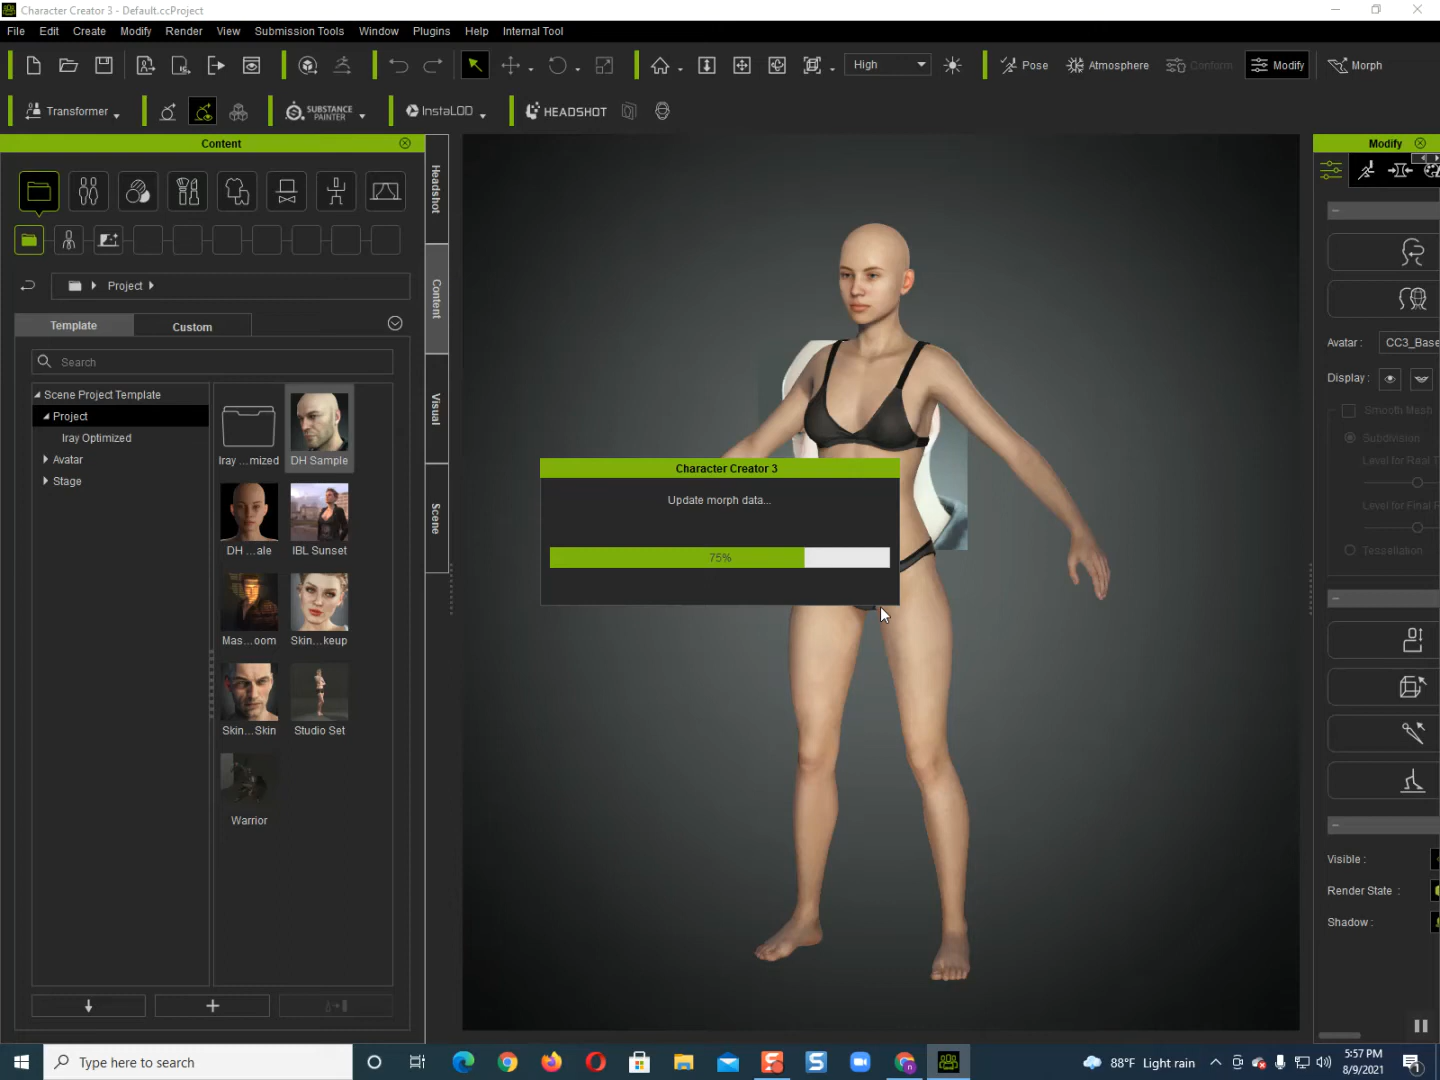 Character Creator 3 - Default.ccProject
File Edit Create Modify Render View Submission Tools Window Plugins Help Internal Tool
High Pose Atmosphere Conform Modify Morph
Transformer SUBSTANCE PAINTER InstaLOD HEADSHOT
Content
Modify
Headshot
Content
Visual
Scene
Project
Template Custom
Search
Scene Project Template
Project
Iray Optimized
Avatar
Stage
Iray ...mized DH Sample
DH ...ale IBL Sunset
Mas...oom Skin...keup
Skin...Skin Studio Set
Warrior
Character Creator 3
Update morph data...
75%
Avatar : CC3_Base
Display :
Smooth Mesh
Subdivision
Level for Real T
Level for Final R
Tessellation
Visible :
Render State :
Shadow :
Type here to search
88°F Light rain
5:57 PM
8/9/2021
1